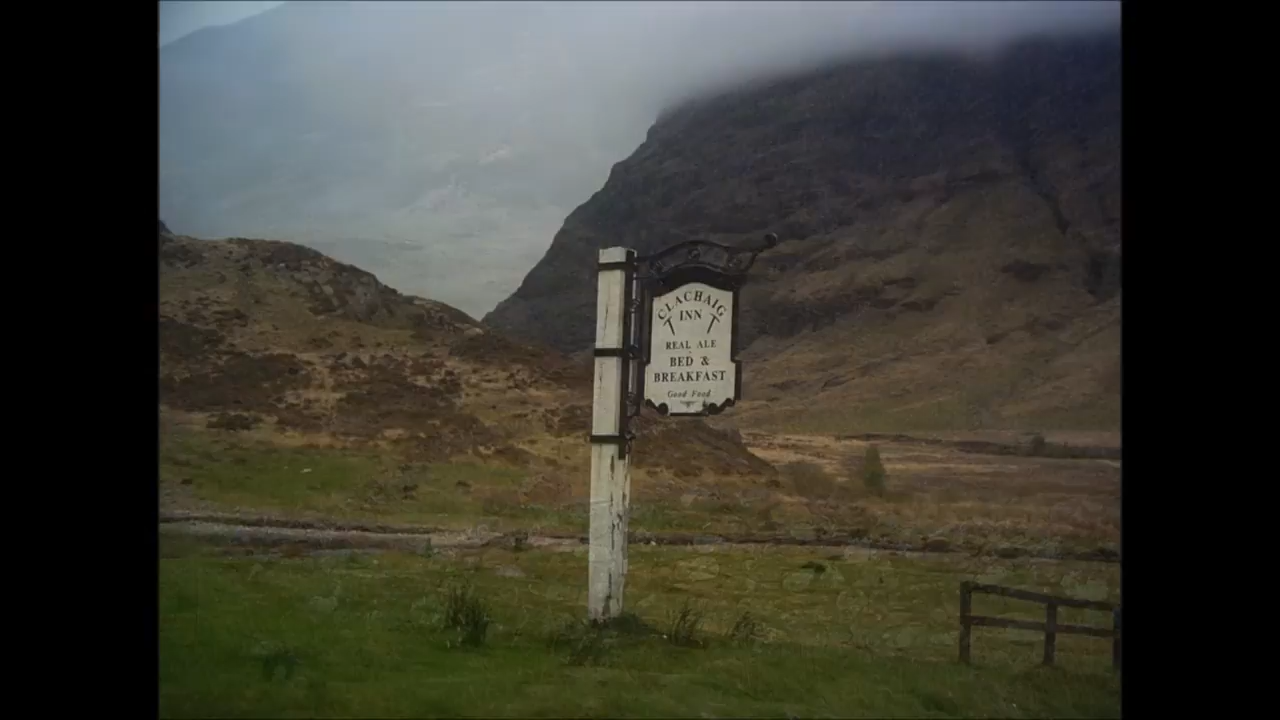 CLACHAIG
INN
REAL ALE
BED &
BREAKFAST
Good Food